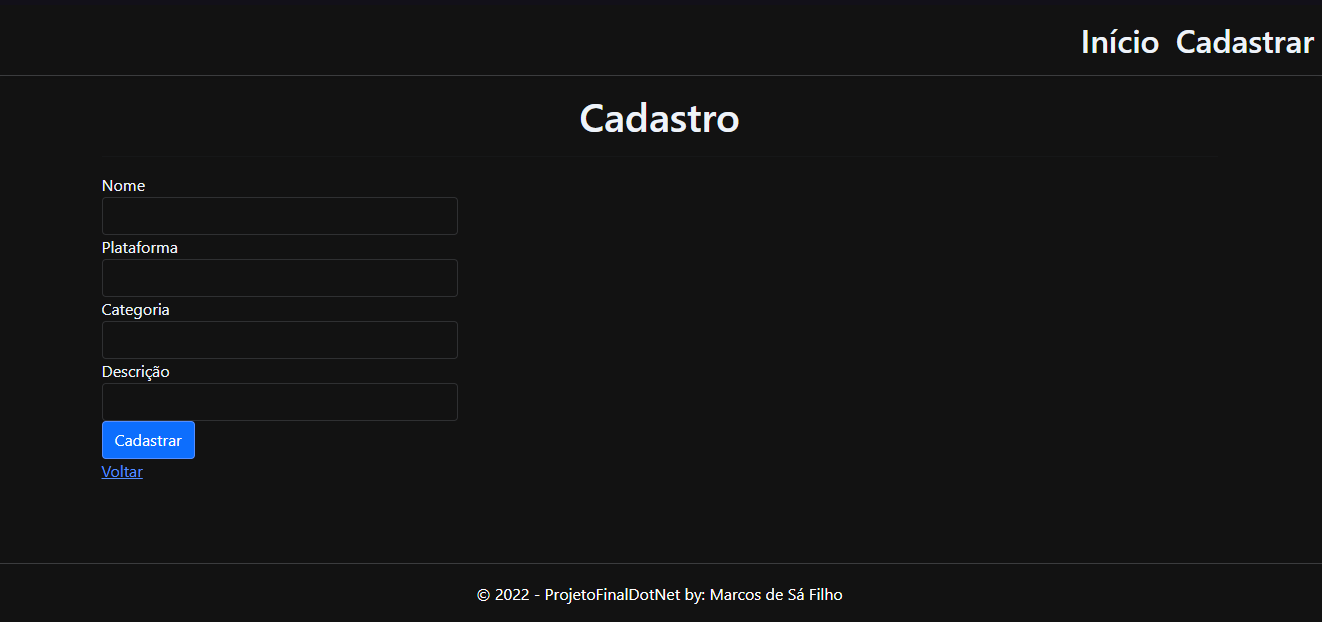 Início Cadastrar
Cadastro
Nome
Plataforma
Categoria
Descrição
Cadastrar
Voltar
© 2022 - ProjetoFinalDotNet by: Marcos de Sá Filho